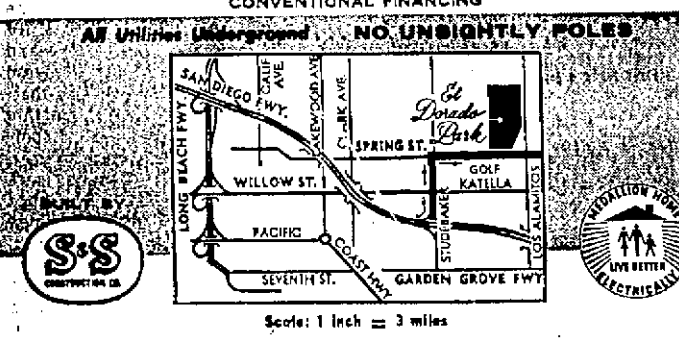 CONVENTIONAL FINANCING
All Utilities Underground... NO UNSIGHTLY POLES
SAN DIEGO FWY.
CALIF AVE.
LAKEWOOD AVE
CLARK AVE.
El Dorado Park
SPRING ST.
GOLF
KATELLA
WILLOW ST.
LONG BEACH FWY.
STUDEBAKER
LOS ALAMITOS
PACIFIC
COAST HWY
SEVENTH ST.
GARDEN GROVE FWY
BUILT BY
S&S
CONSTRUCTION CO.
MEDALLION HOME
LIVE BETTER
ELECTRICALLY
Scale: 1 inch = 3 miles